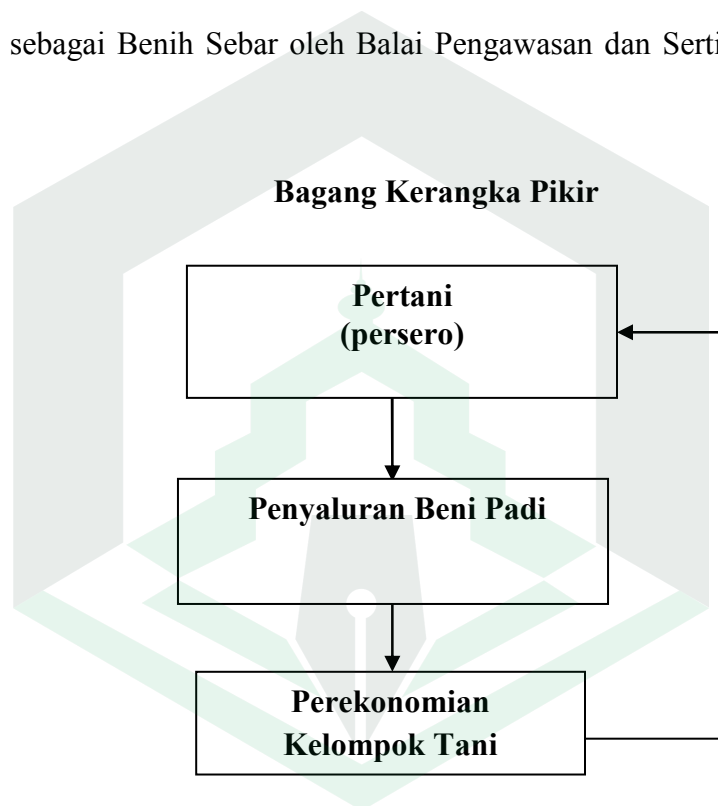 sebagai Benih Sebar oleh Balai Pengawasan dan Serti
Bagang Kerangka Pikir
Pertani
(persero)
Penyaluran Beni Padi
Perekonomian
Kelompok Tani